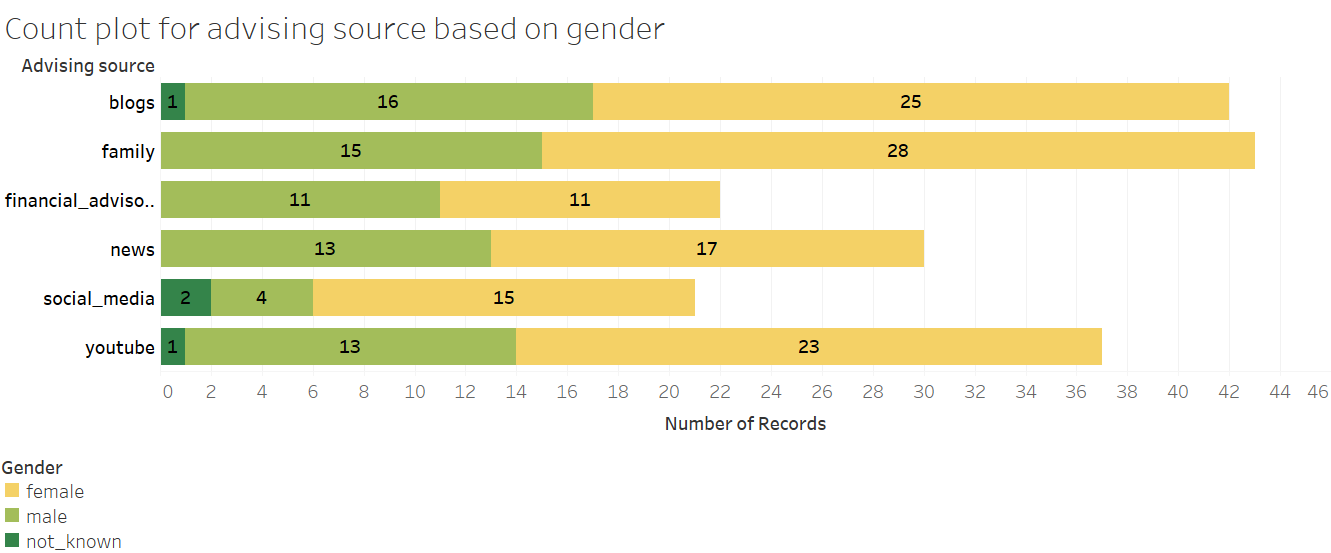 Count plot for advising source based on gender
Advising source
blogs 1 16 25
family 15 28
financial_adviso.. 11 11
news 13 17
social_media 2 4 15
youtube 1 13 23
0 2 4 6 8 10 12 14 16 18 20 22 24 26 28 30 32 34 36 38 40 42 44 46
Number of Records
Gender
female
male
not_known